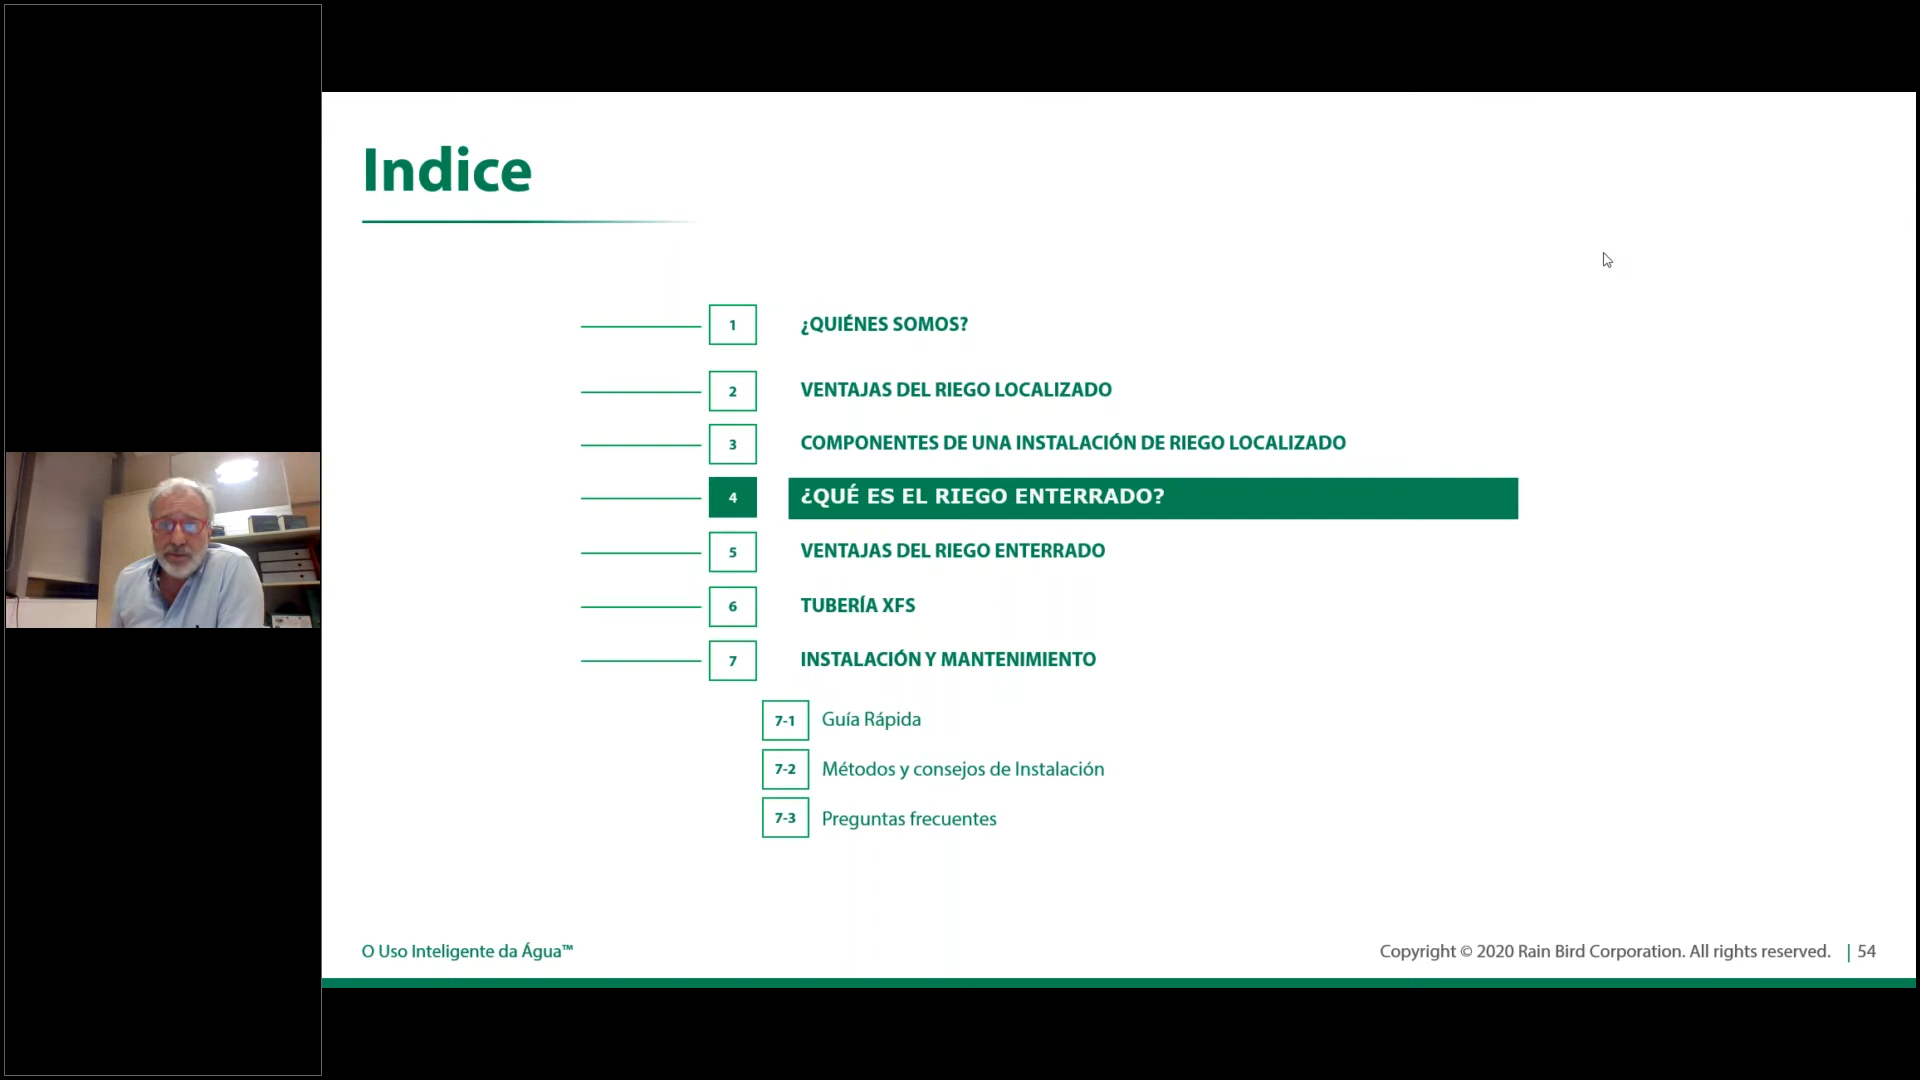 Indice
1 ¿QUIÉNES SOMOS?
2 VENTAJAS DEL RIEGO LOCALIZADO
3 COMPONENTES DE UNA INSTALACIÓN DE RIEGO LOCALIZADO
4 ¿QUÉ ES EL RIEGO ENTERRADO?
5 VENTAJAS DEL RIEGO ENTERRADO
6 TUBERÍA XFS
7 INSTALACIÓN Y MANTENIMIENTO
7-1 Guía Rápida
7-2 Métodos y consejos de Instalación
7-3 Preguntas frecuentes
O Uso Inteligente da Água™
Copyright © 2020 Rain Bird Corporation. All rights reserved. | 54